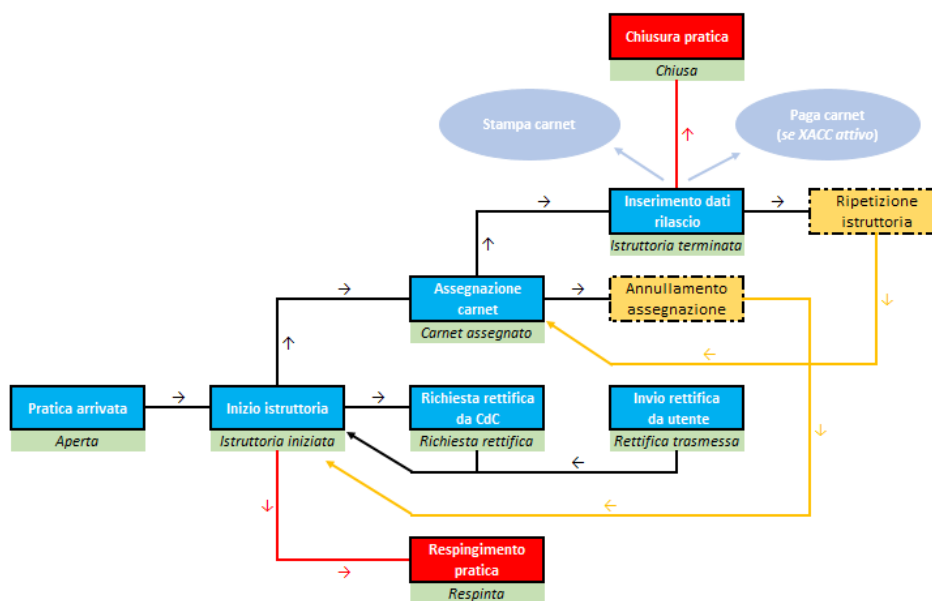 Chiusura pratica
Chiusa
Stampa carnet
Paga carnet
(se XACC attivo)
Inserimento dati
rilascio
Istruttoria terminata
Ripetizione
istruttoria
Assegnazione
carnet
Carnet assegnato
Annullamento
assegnazione
Pratica arrivata
Aperta
Inizio istruttoria
Istruttoria iniziata
Richiesta rettifica
da CdC
Richiesta rettifica
Invio rettifica
da utente
Rettifica trasmessa
Respingimento
pratica
Respinta